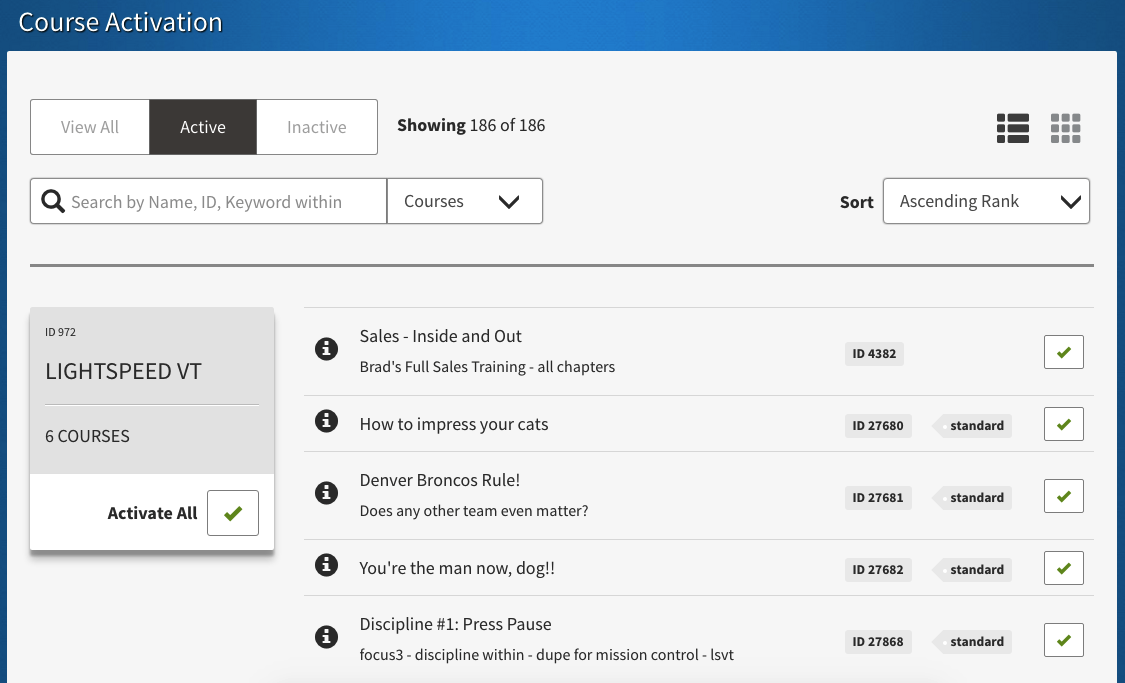 Course Activation
View All Active Inactive Showing 186 of 186
Search by Name, ID, Keyword within Courses Sort Ascending Rank
ID 972
LIGHTSPEED VT
6 COURSES
Activate All
Sales - Inside and Out
Brad's Full Sales Training - all chapters
ID 4382
How to impress your cats
ID 27680 standard
Denver Broncos Rule!
Does any other team even matter?
ID 27681 standard
You're the man now, dog!!
ID 27682 standard
Discipline #1: Press Pause
focus3 - discipline within - dupe for mission control - lsvt
ID 27868 standard